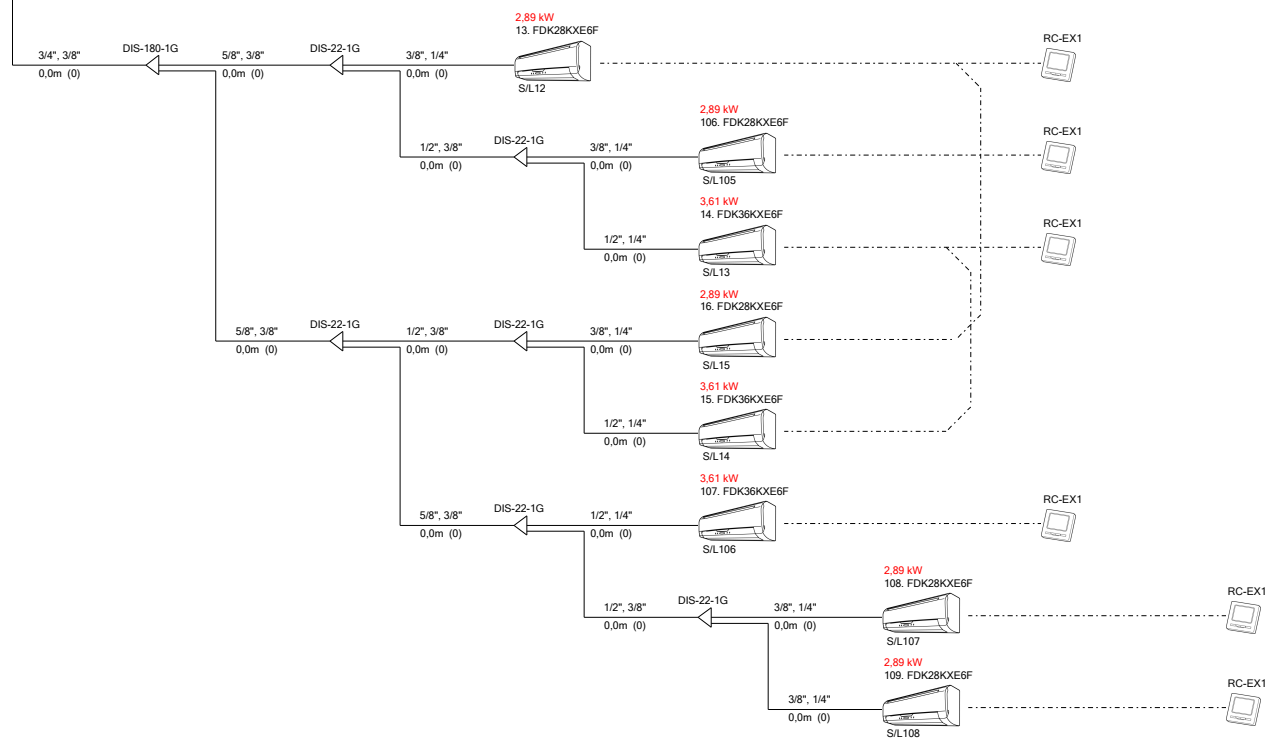 2,89 kW
13. FDK28KXE6F
S/L12
RC-EX1
3/4", 3/8"
0,0m (0)
DIS-180-1G
5/8", 3/8"
0,0m (0)
DIS-22-1G
3/8", 1/4"
0,0m (0)
2,89 kW
106. FDK28KXE6F
S/L105
RC-EX1
1/2", 3/8"
0,0m (0)
DIS-22-1G
3/8", 1/4"
0,0m (0)
3,61 kW
14. FDK36KXE6F
S/L13
RC-EX1
1/2", 1/4"
0,0m (0)
2,89 kW
16. FDK28KXE6F
S/L15
5/8", 3/8"
0,0m (0)
DIS-22-1G
1/2", 3/8"
0,0m (0)
DIS-22-1G
3/8", 1/4"
0,0m (0)
3,61 kW
15. FDK36KXE6F
S/L14
1/2", 1/4"
0,0m (0)
3,61 kW
107. FDK36KXE6F
S/L106
RC-EX1
5/8", 3/8"
0,0m (0)
DIS-22-1G
1/2", 1/4"
0,0m (0)
2,89 kW
108. FDK28KXE6F
S/L107
RC-EX1
1/2", 3/8"
0,0m (0)
DIS-22-1G
3/8", 1/4"
0,0m (0)
2,89 kW
109. FDK28KXE6F
S/L108
RC-EX1
3/8", 1/4"
0,0m (0)